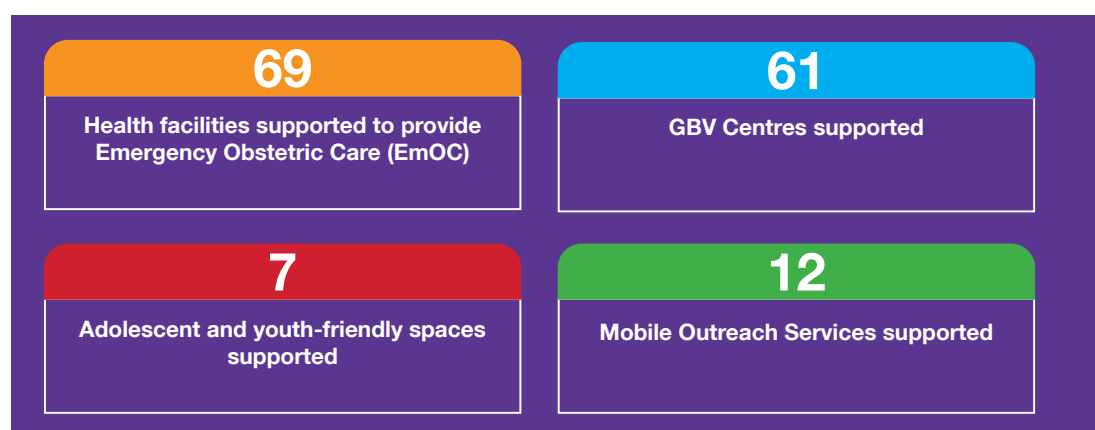 69
Health facilities supported to provide
Emergency Obstetric Care (EmOC)
61
GBV Centres supported
7
Adolescent and youth-friendly spaces
supported
12
Mobile Outreach Services supported